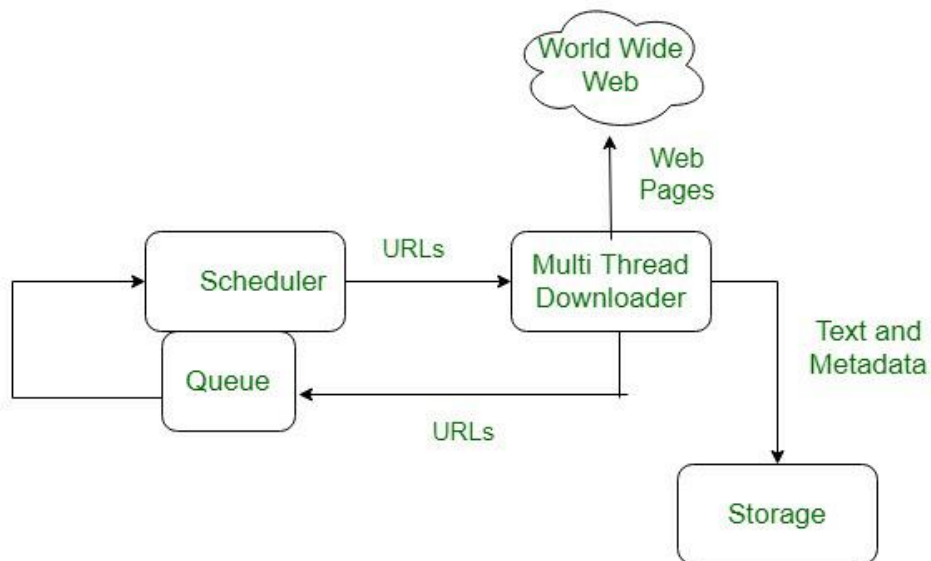 World Wide
Web
Web
Pages
URLs
Scheduler
Multi Thread
Downloader
Text and
Metadata
Queue
URLs
Storage